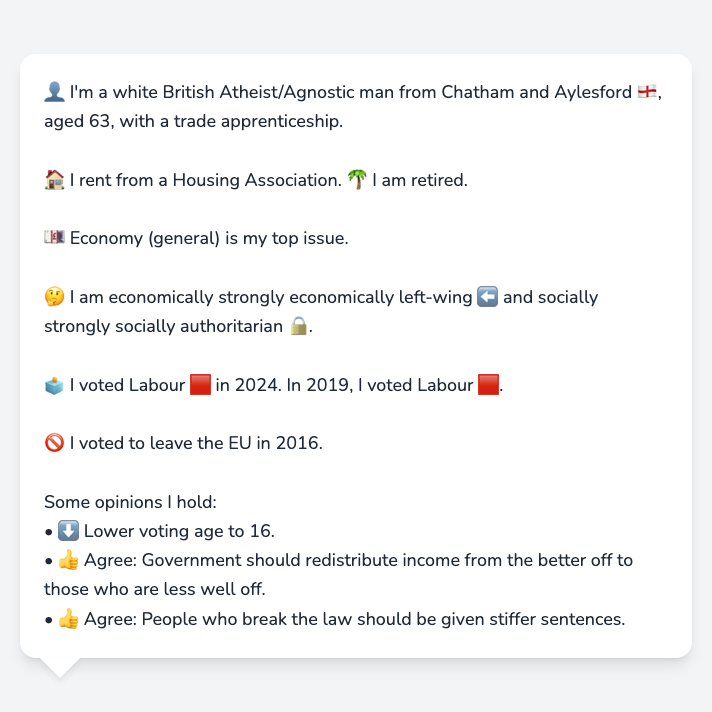 👤 I'm a white British Atheist/Agnostic man from Chatham and Aylesford 🏴󠁧󠁢󠁥󠁮󠁧󠁿,
aged 63, with a trade apprenticeship.
🏠 I rent from a Housing Association. 🌴 I am retired.
💷 Economy (general) is my top issue.
🤔 I am economically strongly economically left-wing ⬅️ and socially
strongly socially authoritarian 🔒.
🗳️ I voted Labour 🟥 in 2024. In 2019, I voted Labour 🟥.
🚫 I voted to leave the EU in 2016.
Some opinions I hold:
• ⬇️ Lower voting age to 16.
• 👍 Agree: Government should redistribute income from the better off to
those who are less well off.
• 👍 Agree: People who break the law should be given stiffer sentences.